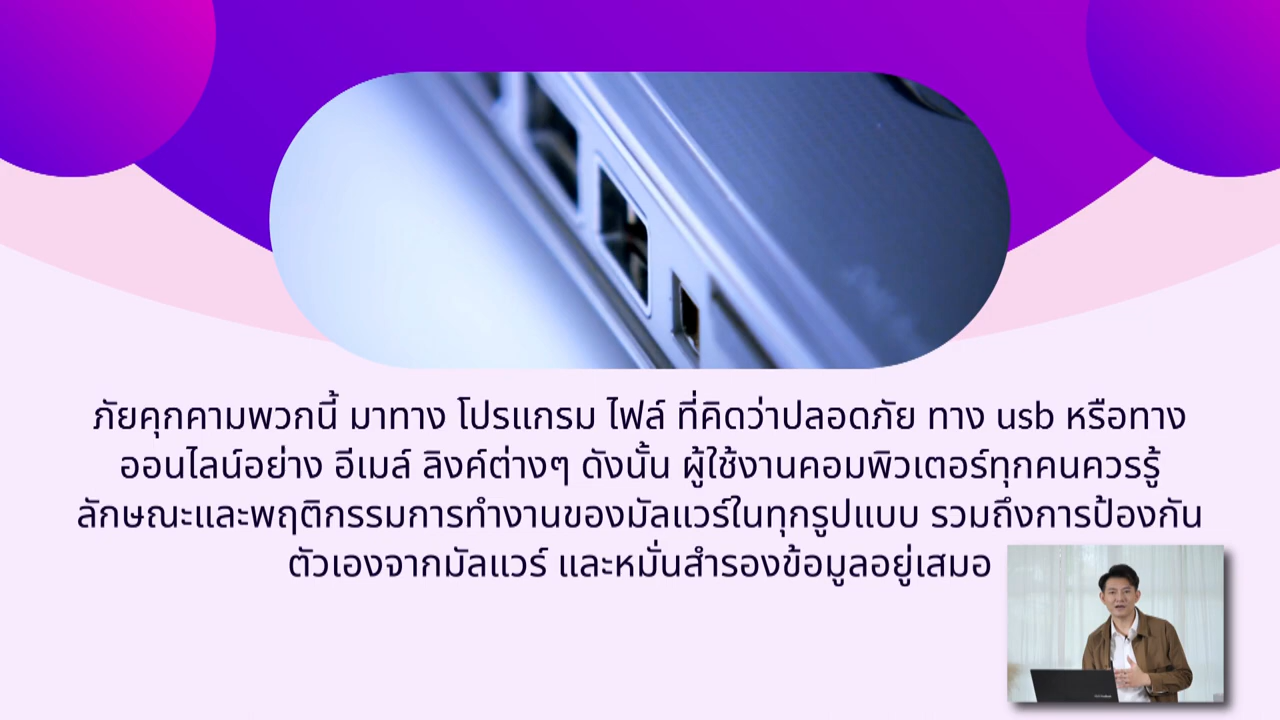 ภัยคุกคามพวกนี้ มาทาง โปรแกรม ไฟล์ ที่คิดว่าปลอดภัย ทาง usb หรือทาง
ออนไลน์อย่าง อีเมล์ ลิงค์ต่างๆ ดังนั้น ผู้ใช้งานคอมพิวเตอร์ทุกคนควรรู้
ลักษณะและพฤติกรรมการทำงานของมัลแวร์ในทุกรูปแบบ รวมถึงการป้องกัน
ตัวเองจากมัลแวร์ และหมั่นสำรองข้อมูลอยู่เสมอ